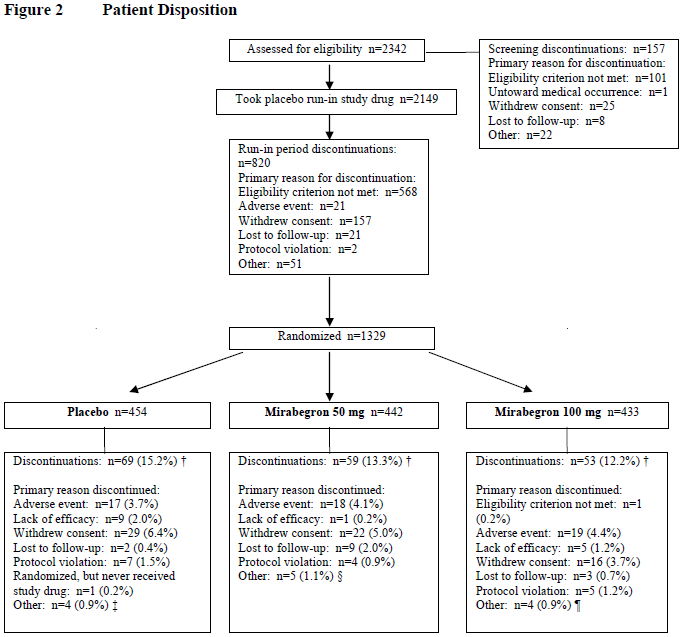 Figure 2 Patient Disposition
Assessed for eligibility n=2342
Screening discontinuations: n=157
Primary reason for discontinuation:
Eligibility criterion not met: n=101
Untoward medical occurrence: n=1
Withdrew consent: n=25
Lost to follow-up: n=8
Other: n=22
Took placebo run-in study drug n=2149
Run-in period discontinuations:
n=820
Primary reason for discontinuation:
Eligibility criterion not met: n=568
Adverse event: n=21
Withdrew consent: n=157
Lost to follow-up: n=21
Protocol violation: n=2
Other: n=51
Randomized n=1329
Placebo n=454
Discontinuations: n=69 (15.2%) †
Primary reason discontinued:
Adverse event: n=17 (3.7%)
Lack of efficacy: n=9 (2.0%)
Withdrew consent: n=29 (6.4%)
Lost to follow-up: n=2 (0.4%)
Protocol violation: n=7 (1.5%)
Randomized, but never received
study drug: n=1 (0.2%)
Other: n=4 (0.9%) ‡
Mirabegron 50 mg n=442
Discontinuations: n=59 (13.3%) †
Primary reason discontinued:
Adverse event: n=18 (4.1%)
Lack of efficacy: n=1 (0.2%)
Withdrew consent: n=22 (5.0%)
Lost to follow-up: n=9 (2.0%)
Protocol violation: n=4 (0.9%)
Other: n=5 (1.1%) §
Mirabegron 100 mg n=433
Discontinuations: n=53 (12.2%) †
Primary reason discontinued:
Eligibility criterion not met: n=1
(0.2%)
Adverse event: n=19 (4.4%)
Lack of efficacy: n=5 (1.2%)
Withdrew consent: n=16 (3.7%)
Lost to follow-up: n=3 (0.7%)
Protocol violation: n=5 (1.2%)
Other: n=4 (0.9%) ¶